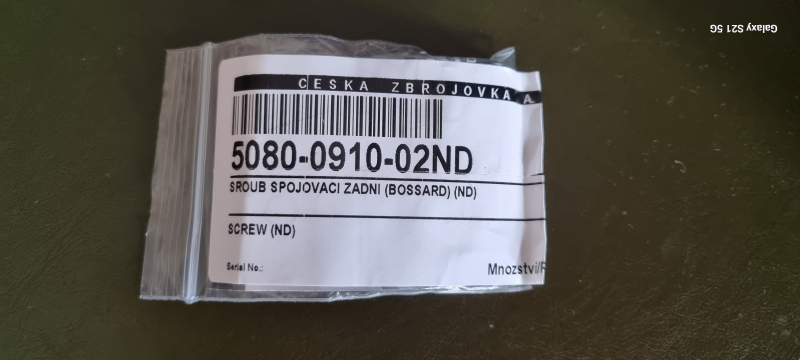 CESKA ZBROJOVKA A
5080-0910-02ND
SROUB SPOJOVACI ZADNI (BOSSARD) (ND)
SCREW (ND)
Serial No.:
Mnozstvi/
Galaxy S21 5G